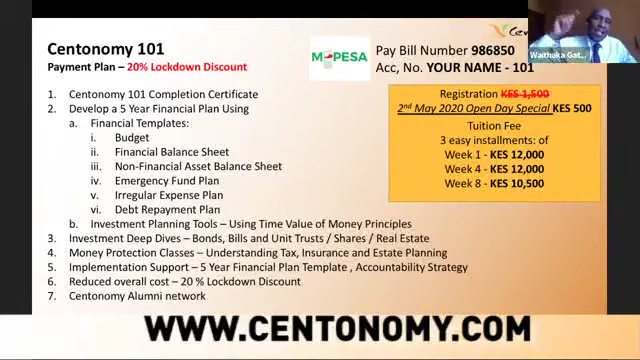 Centonomy 101
Payment Plan – 20% Lockdown Discount
M-PESA
Pay Bill Number 986850
Acc, No. YOUR NAME - 101
Waithaka Gat...
1. Centonomy 101 Completion Certificate
2. Develop a 5 Year Financial Plan Using
a. Financial Templates:
i. Budget
ii. Financial Balance Sheet
iii. Non-Financial Asset Balance Sheet
iv. Emergency Fund Plan
v. Irregular Expense Plan
vi. Debt Repayment Plan
b. Investment Planning Tools – Using Time Value of Money Principles
3. Investment Deep Dives – Bonds, Bills and Unit Trusts / Shares / Real Estate
4. Money Protection Classes – Understanding Tax, Insurance and Estate Planning
5. Implementation Support - 5 Year Financial Plan Template , Accountability Strategy
6. Reduced overall cost – 20 % Lockdown Discount
7. Centonomy Alumni network
Registration KES 1,500
2nd May 2020 Open Day Special KES 500
Tuition Fee
3 easy installments: of
Week 1 - KES 12,000
Week 4 - KES 12,000
Week 8 - KES 10,500
WWW.CENTONOMY.COM